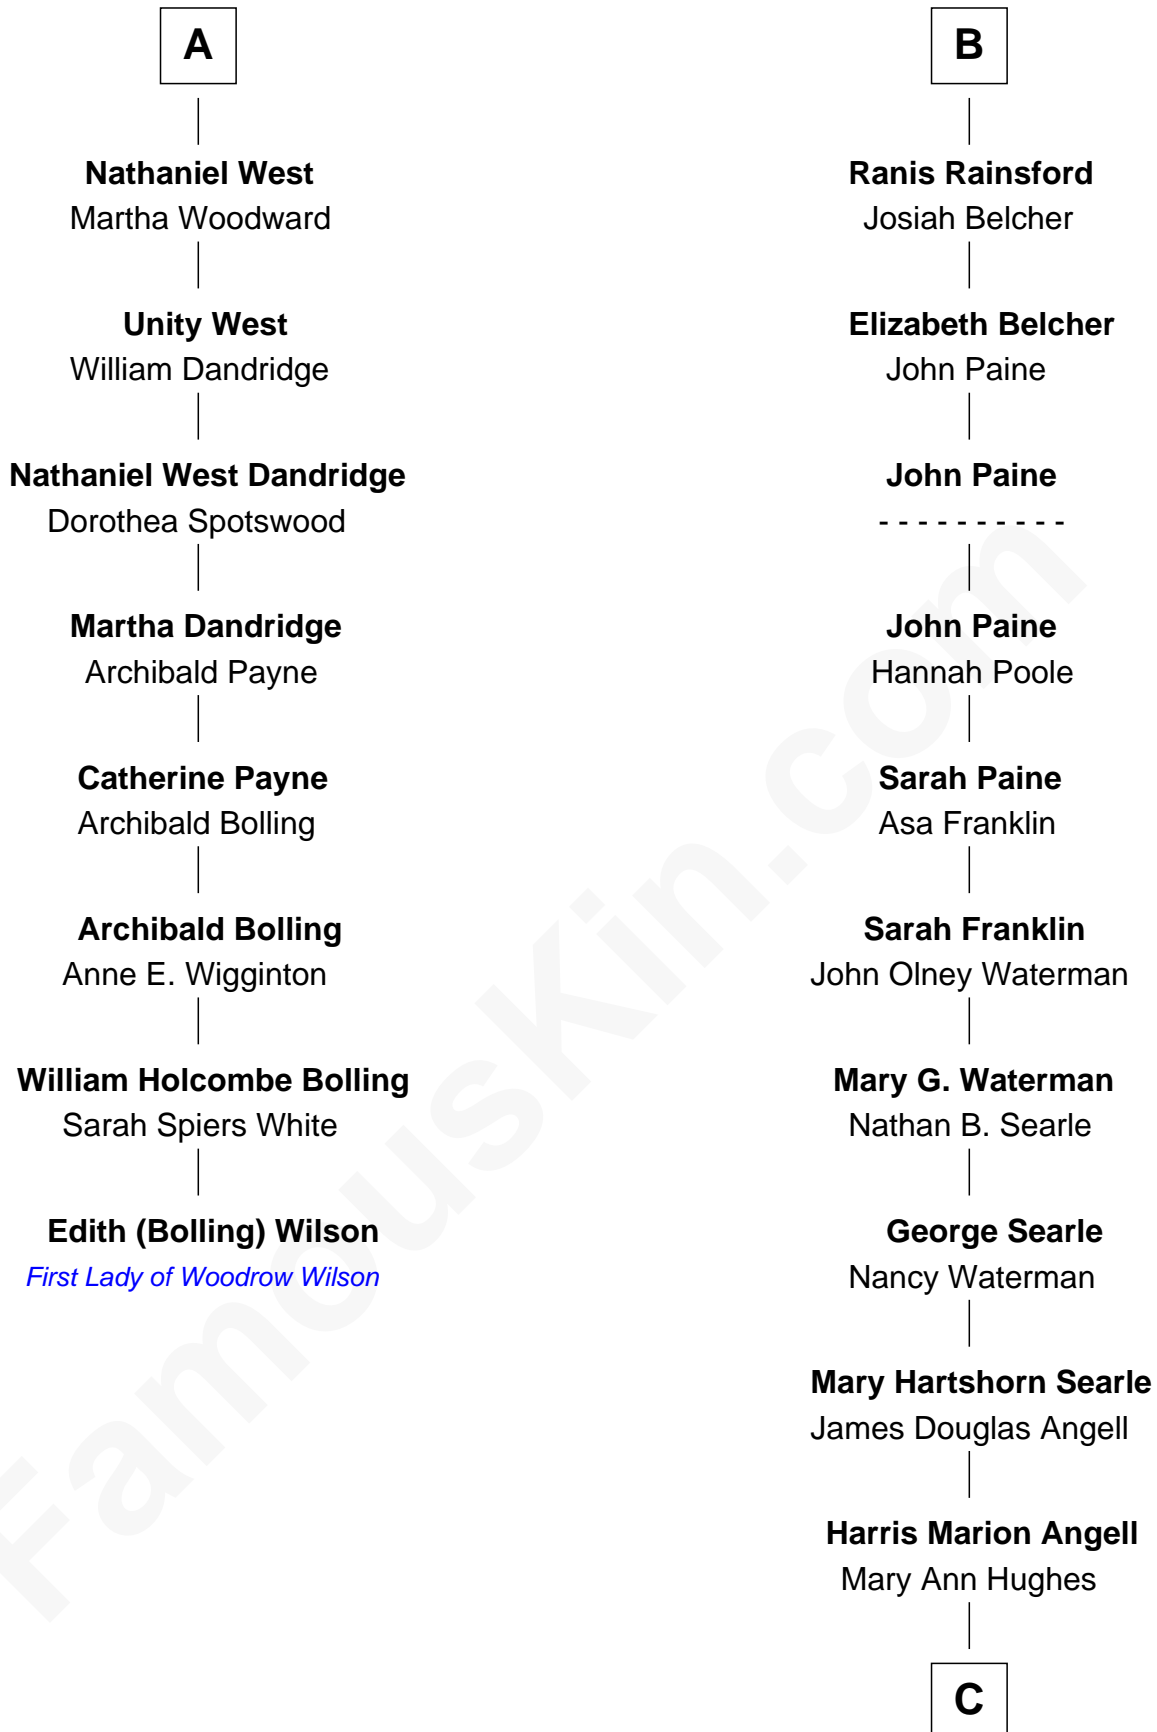 A
Nathaniel West
Martha Woodward
Unity West
William Dandridge
Nathaniel West Dandridge
Dorothea Spotswood
Martha Dandridge
Archibald Payne
Catherine Payne
Archibald Bolling
Archibald Bolling
Anne E. Wigginton
William Holcombe Bolling
Sarah Spiers White
Edith (Bolling) Wilson
First Lady of Woodrow Wilson
B
Ranis Rainsford
Josiah Belcher
Elizabeth Belcher
John Paine
John Paine
- - - - - - - - - -
John Paine
Hannah Poole
Sarah Paine
Asa Franklin
Sarah Franklin
John Olney Waterman
Mary G. Waterman
Nathan B. Searle
George Searle
Nancy Waterman
Mary Hartshorn Searle
James Douglas Angell
Harris Marion Angell
Mary Ann Hughes
C
FamousKin.com